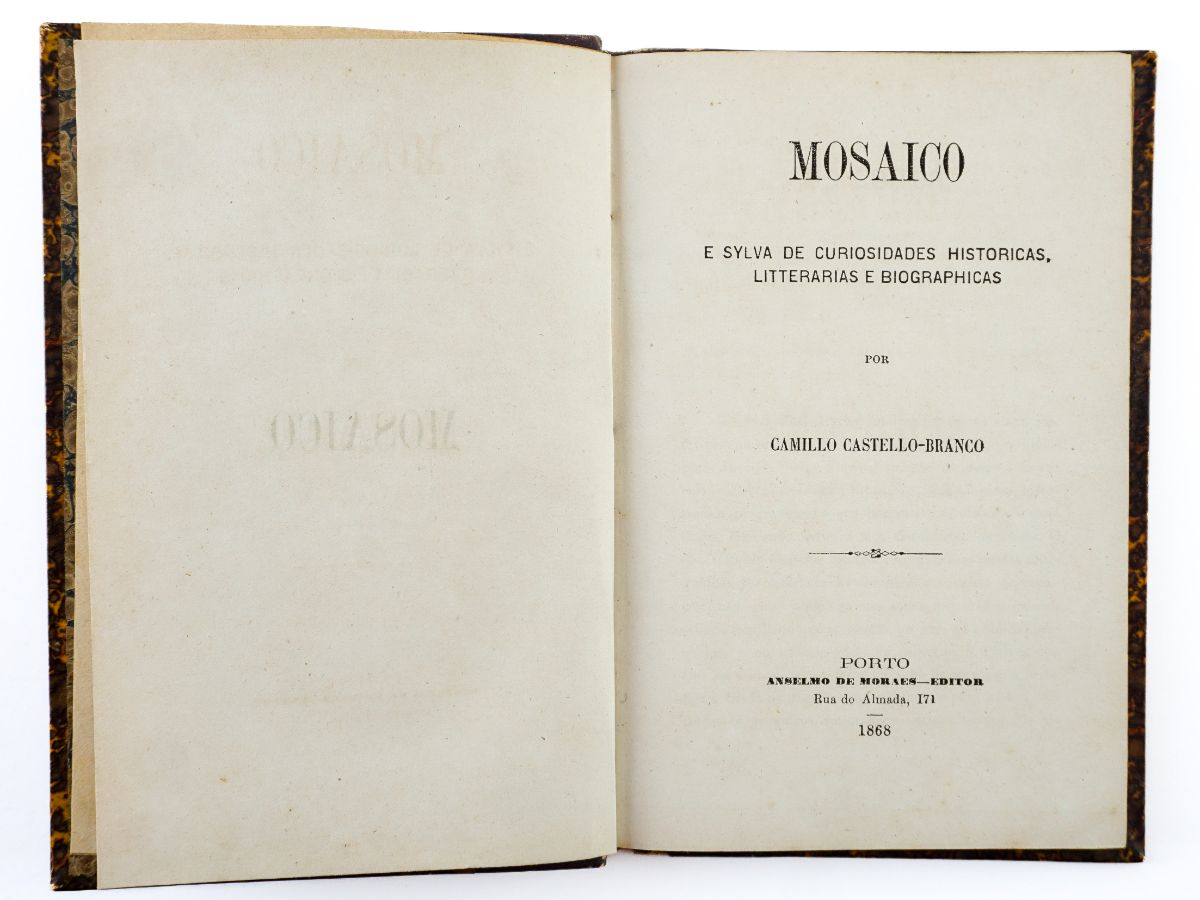 MOSAICO
MOSAICO
E SYLVA DE CURIOSIDADES HISTORICAS,
LITTERARIAS E BIOGRAPHICAS
POR
CAMILLO CASTELLO-BRANCO
PORTO
ANSELMO DE MORAES—EDITOR
Rua do Almada, 171
1868